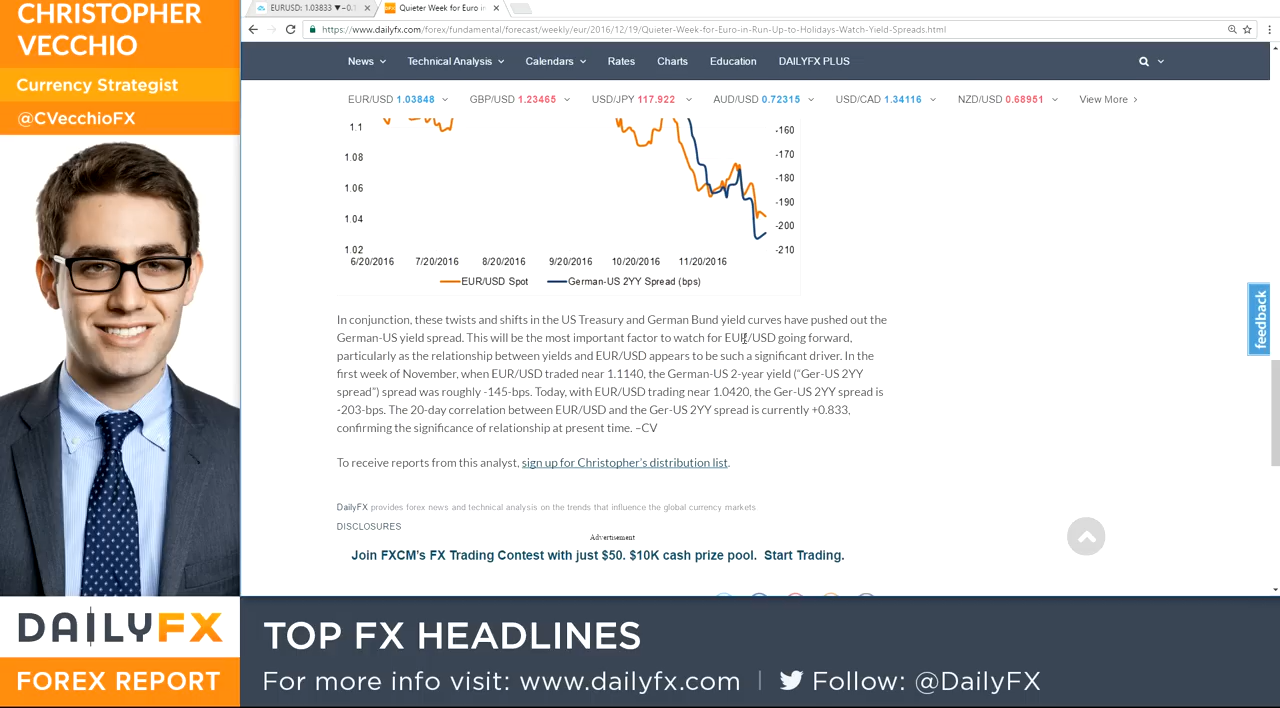 CHRISTOPHER
VECCHIO
Currency Strategist
@CVecchioFX
EURUSD: 1.03833 ▼−0.1
Quieter Week for Euro in
https://www.dailyfx.com/forex/fundamental/forecast/weekly/eur/2016/12/19/Quieter-Week-for-Euro-in-Run-Up-to-Holidays-Watch-Yield-Spreads.html
News Technical Analysis Calendars Rates Charts Education DAILYFX PLUS
EUR/USD 1.03848 GBP/USD 1.23465 USD/JPY 117.922 AUD/USD 0.72315 USD/CAD 1.34116 NZD/USD 0.68951 View More
1.1 -160
1.08 -170
-180
1.06 -190
1.04 -200
1.02 -210
6/20/2016 7/20/2016 8/20/2016 9/20/2016 10/20/2016 11/20/2016
EUR/USD Spot German-US 2YY Spread (bps)
In conjunction, these twists and shifts in the US Treasury and German Bund yield curves have pushed out the
German-US yield spread. This will be the most important factor to watch for EUR/USD going forward,
particularly as the relationship between yields and EUR/USD appears to be such a significant driver. In the
first week of November, when EUR/USD traded near 1.1140, the German-US 2-year yield (“Ger-US 2YY
spread”) spread was roughly -145-bps. Today, with EUR/USD trading near 1.0420, the Ger-US 2YY spread is
-203-bps. The 20-day correlation between EUR/USD and the Ger-US 2YY spread is currently +0.833,
confirming the significance of relationship at present time. –CV
To receive reports from this analyst, sign up for Christopher’s distribution list.
DailyFX provides forex news and technical analysis on the trends that influence the global currency markets
DISCLOSURES
Advertisement
Join FXCM's FX Trading Contest with just $50. $10K cash prize pool. Start Trading.
feedback
DAILYFX
FOREX REPORT
TOP FX HEADLINES
For more info visit: www.dailyfx.com | Follow: @DailyFX